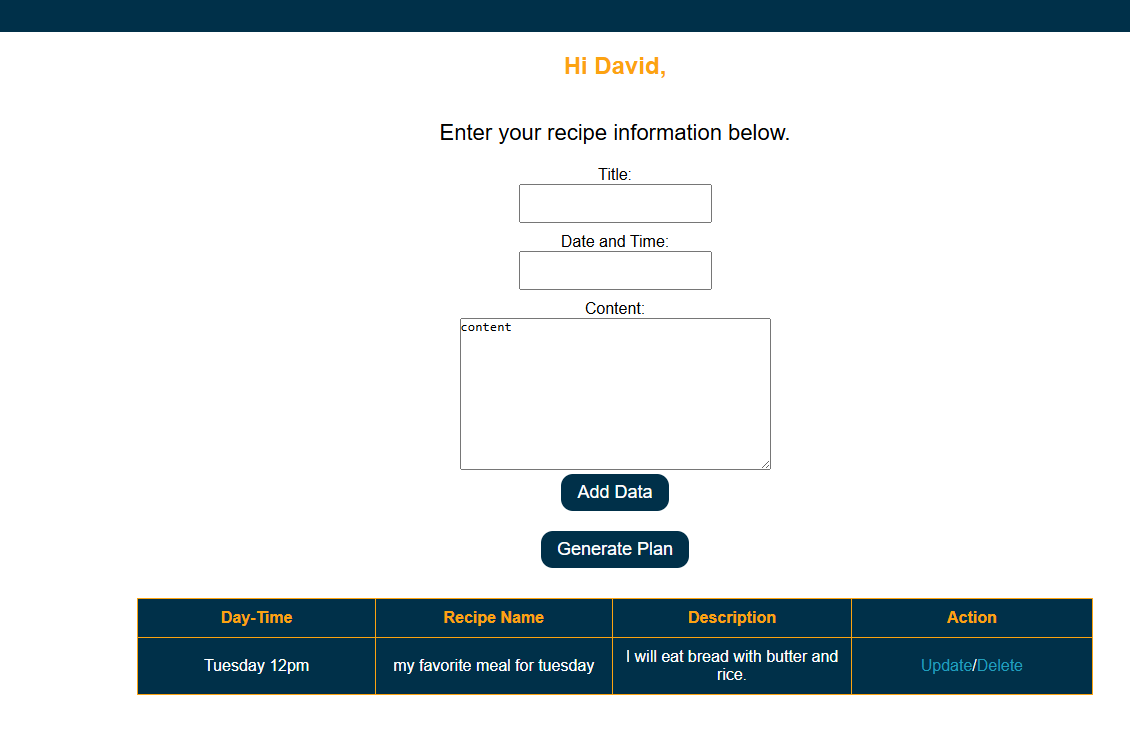 Hi David,
Enter your recipe information below.
Title:
Date and Time:
Content:
content
Add Data
Generate Plan
Day-Time Recipe Name Description Action
Tuesday 12pm my favorite meal for tuesday I will eat bread with butter and rice. Update/Delete